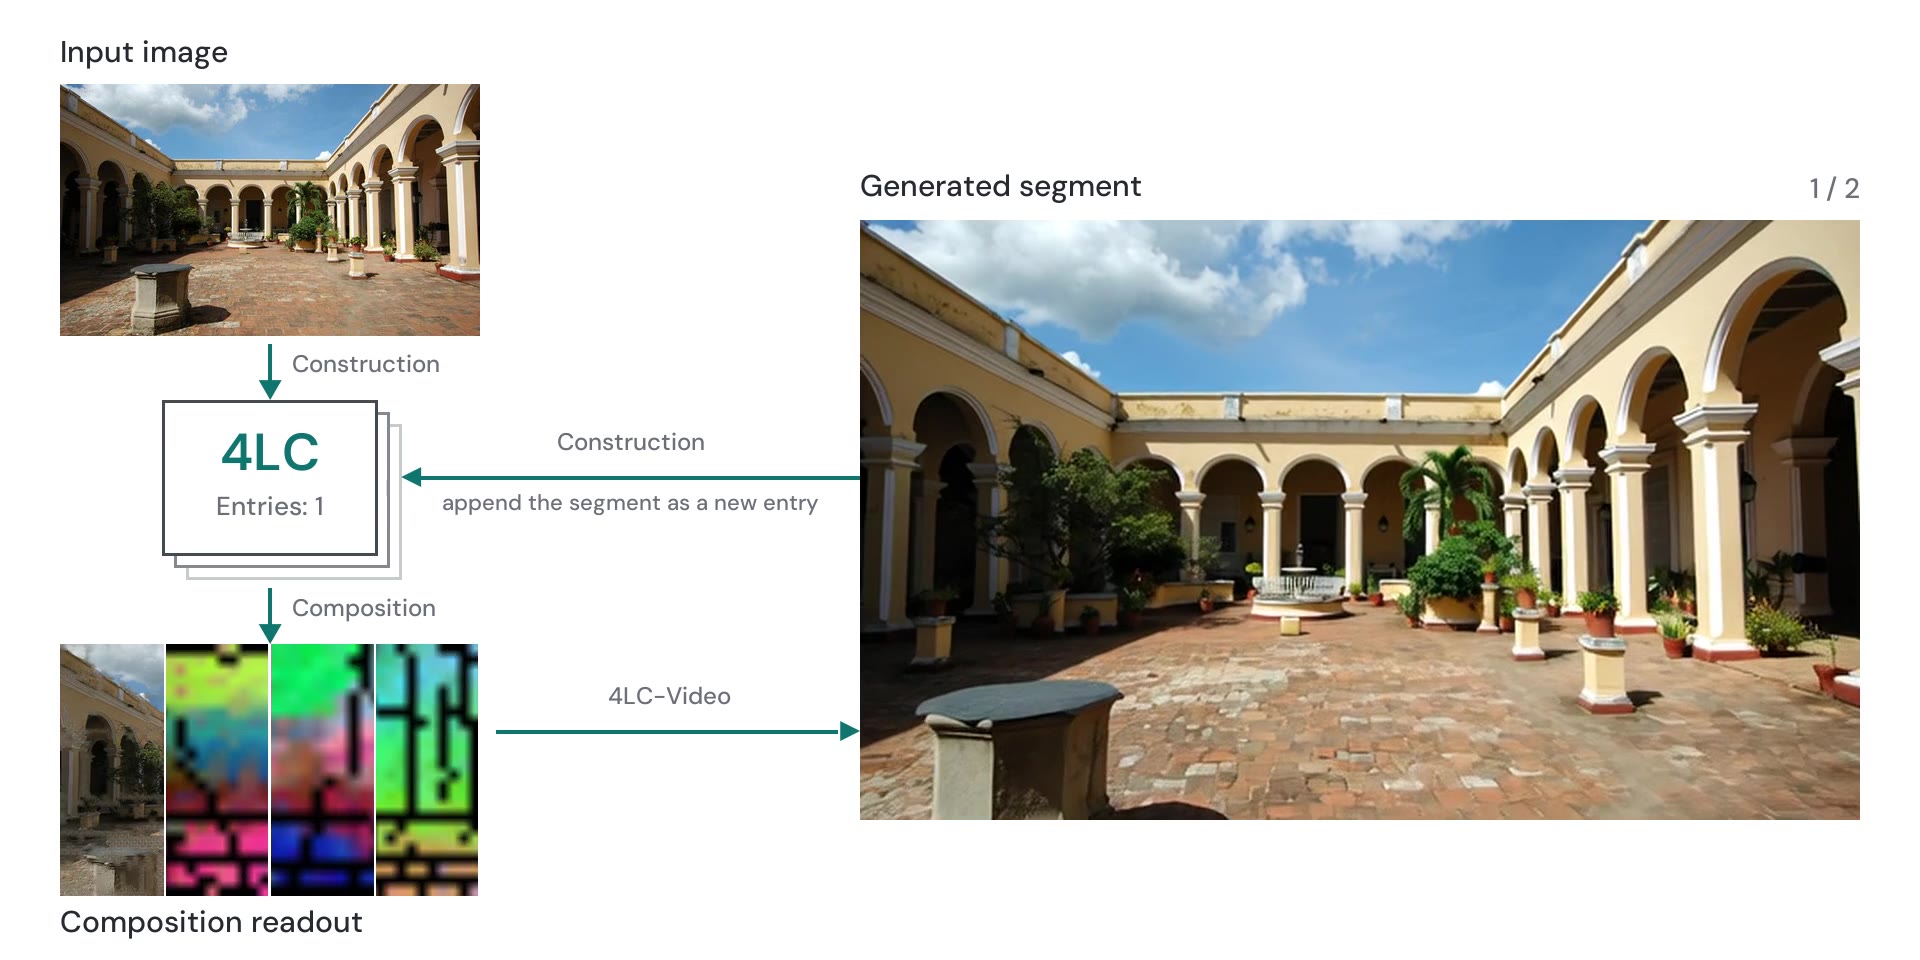 Input image
Construction
4LC
Entries: 1
Composition
Composition readout
Construction
append the segment as a new entry
4LC-Video
Generated segment
1 / 2